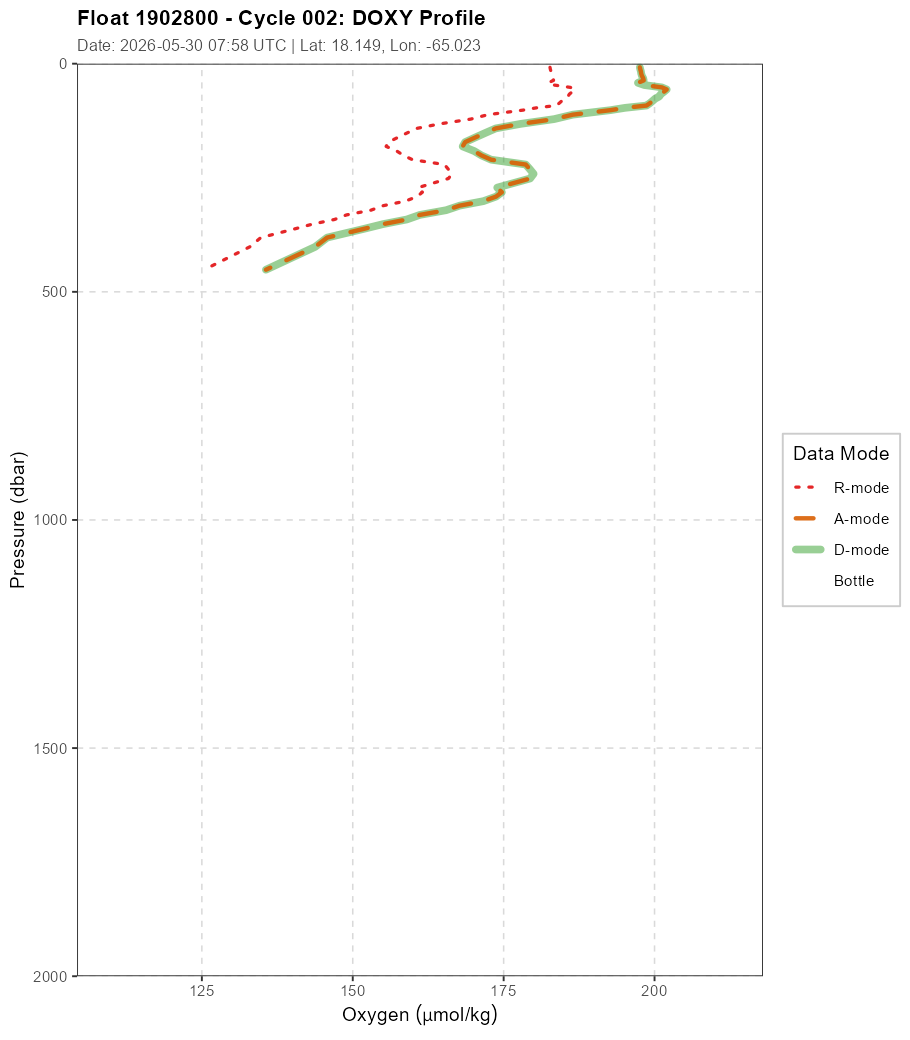 Float 1902800 - Cycle 002: DOXY Profile
Date: 2026-05-30 07:58 UTC | Lat: 18.149, Lon: -65.023
0
500
1000
1500
2000
Pressure (dbar)
125
150
175
200
Oxygen (µmol/kg)
Data Mode
R-mode
A-mode
D-mode
Bottle